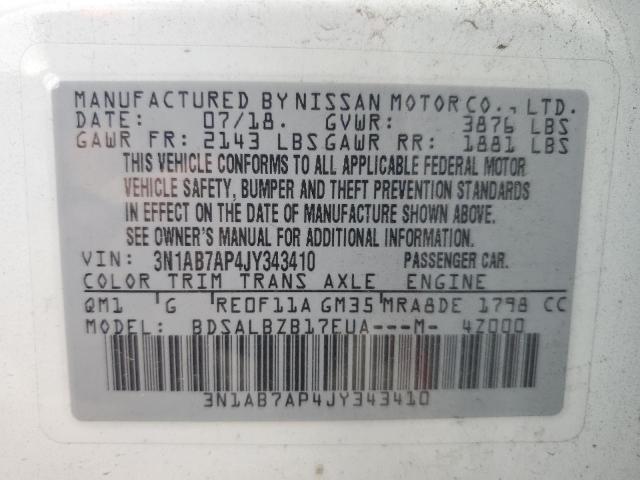 MANUFACTURED BY NISSAN MOTOR CO., LTD.
DATE: 07/18. GVWR: 3876 LBS
GAWR FR: 2143 LBS GAWR RR: 1881 LBS
THIS VEHICLE CONFORMS TO ALL APPLICABLE FEDERAL MOTOR
VEHICLE SAFETY, BUMPER AND THEFT PREVENTION STANDARDS
IN EFFECT ON THE DATE OF MANUFACTURE SHOWN ABOVE.
SEE OWNER'S MANUAL FOR ADDITIONAL INFORMATION.
VIN: 3N1AB7AP4JY343410 PASSENGER CAR.
COLOR TRIM TRANS AXLE ENGINE
QM1 G RE0F11A GM35 MRA8DE 1798 CC
MODEL: BDSALBZB17EUA---M- 4Z000
3N1AB7AP4JY343410